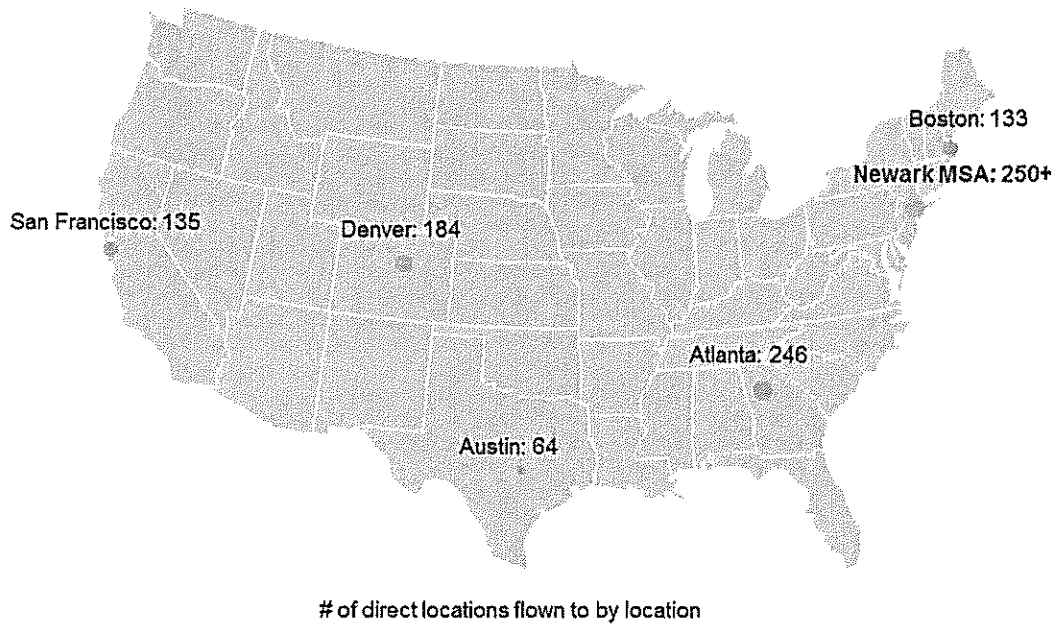 Boston: 133
Newark MSA: 250+
San Francisco: 135
Denver: 184
Atlanta: 246
Austin: 64
# of direct locations flown to by location